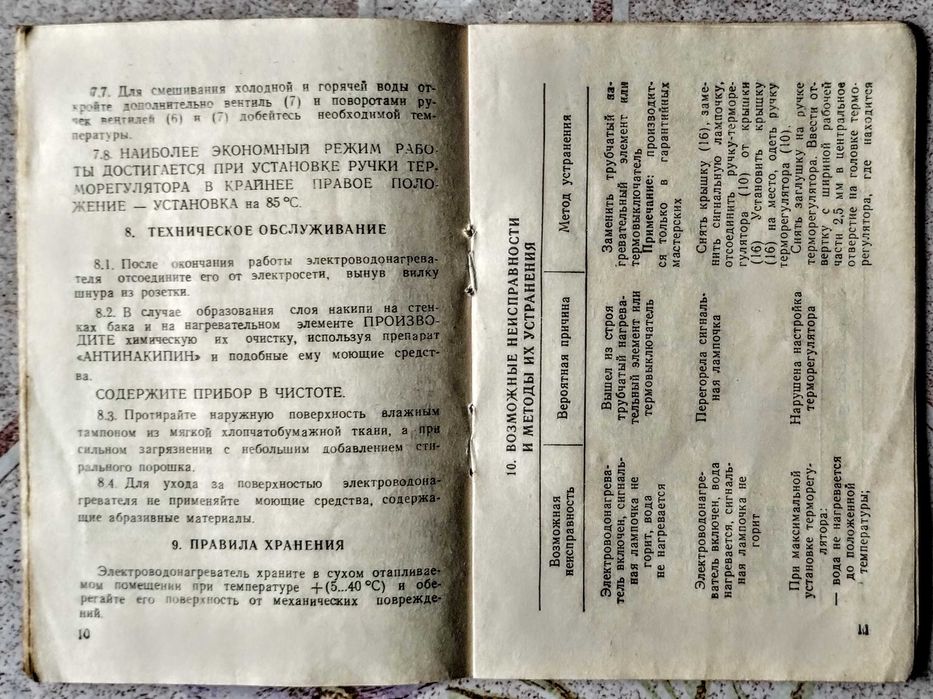 7.7. Для смешивания холодной и горячей воды от-
кройте дополнительно вентиль (7) и поворотами ру-
чек вентилей (6) и (7) добейтесь необходимой тем-
пературы.
7.8. НАИБОЛЕЕ ЭКОНОМНЫЙ РЕЖИМ РАБО-
ТЫ ДОСТИГАЕТСЯ ПРИ УСТАНОВКЕ РУЧКИ ТЕР-
МОРЕГУЛЯТОРА В КРАЙНЕЕ ПРАВОЕ ПОЛО-
ЖЕНИЕ — УСТАНОВКА на 85°С.
8. ТЕХНИЧЕСКОЕ ОБСЛУЖИВАНИЕ
8.1. После окончания работы электроводонагрева-
теля отсоедините его от электросети, вынув вилку
шнура из розетки.
8.2. В случае образования слоя накипи на стен-
ках бака и на нагревательном элементе ПРОИЗВО-
ДИТЕ химическую их очистку, используя препарат
«АНТИНАКИПИН» и подобные ему моющие средст-
ва.
СОДЕРЖИТЕ ПРИБОР В ЧИСТОТЕ.
8.3. Протирайте наружную поверхность влажным
тампоном из мягкой хлопчатобумажной ткани, а при
сильном загрязнении с небольшим добавлением сти-
рального порошка.
8.4. Для ухода за поверхностью электроводона-
гревателя не применяйте моющие средства, содержа-
щие абразивные материалы.
9. ПРАВИЛА ХРАНЕНИЯ
Электроводонагреватель храните в сухом отапливае-
мом помещении при температуре +(5...40 °С) и обе-
регайте его поверхность от механических поврежде-
ний.
10
10. ВОЗМОЖНЫЕ НЕИСПРАВНОСТИ
И МЕТОДЫ ИХ УСТРАНЕНИЯ
Возможная
неисправность
Вероятная причина
Метод устранения
Электроводонагрева-
тель включен, сигналь-
ная лампочка не
горит, вода
не нагревается
Вышел из строя
трубчатый нагрева-
тельный элемент или
термовыключатель
Заменить трубчатый на-
гревательный элемент или
термовыключатель
Примечание: производит-
ся только в гарантийных
мастерских
Электроводонагре-
ватель включен, вода
нагревается, сигналь-
ная лампочка не
горит
Перегорела сигналь-
ная лампочка
Снять крышку (16), заме-
нить сигнальную лампочку,
отсоединить ручку-терморе-
гулятора (10) от крышки
(16) Установить крышку
(16) на место, одеть ручку
терморегулятора (10).
При максимальной
установке терморегу-
лятора:
— вода не нагревается
до положенной
температуры;
Нарушена настройка
терморегулятора
Снять заглушку на ручке
терморегулятора. Ввести от-
вертку с шириной рабочей
части 2,5 мм в центральное
отверстие на головке термо-
регулятора, где находится
11